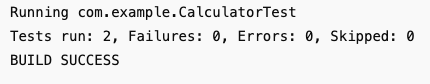 Running com.example.CalculatorTest
Tests run: 2, Failures: 0, Errors: 0, Skipped: 0
BUILD SUCCESS